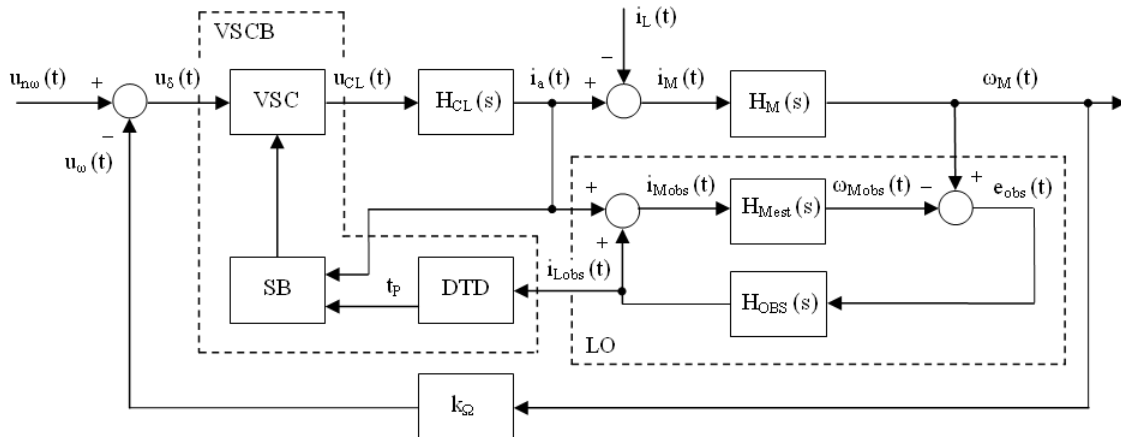 i_L(t)
VSCB
u_nω(t) + u_δ(t) VSC u_CL(t) H_CL(s) i_a(t) + − i_M(t) H_M(s) ω_M(t)
−
u_ω(t)
+ i_Mobs(t) H_Mest(s) ω_Mobs(t) − + e_obs(t)
+
SB t_P DTD i_Lobs(t) H_OBS(s)
LO
k_Ω